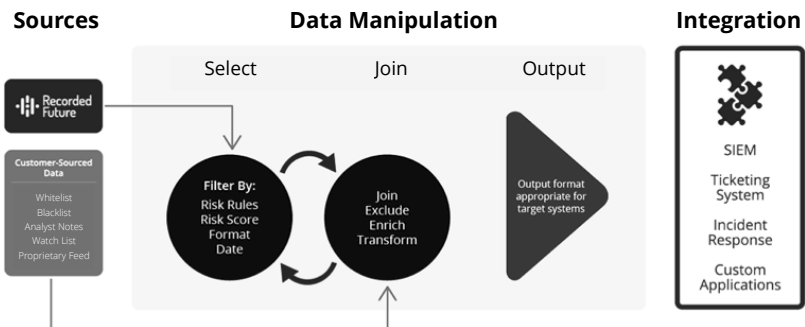 Sources
Data Manipulation
Integration
Select
Join
Output
Recorded
Future
Customer-Sourced
Data
Whitelist
Blacklist
Analyst Notes
Watch List
Proprietary Feed
Filter By:
Risk Rules
Risk Score
Format
Date
Join
Exclude
Enrich
Transform
Output format
appropriate for
target systems
SIEM
Ticketing
System
Incident
Response
Custom
Applications